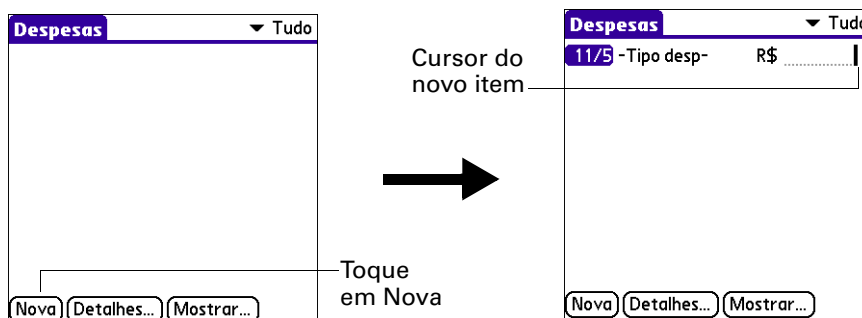 Despesas
Tudo
Nova
Detalhes...
Mostrar...
Toque
em Nova
Cursor do
novo item
Despesas
Tudo
11/5 -Tipo desp- R$
Nova
Detalhes...
Mostrar...